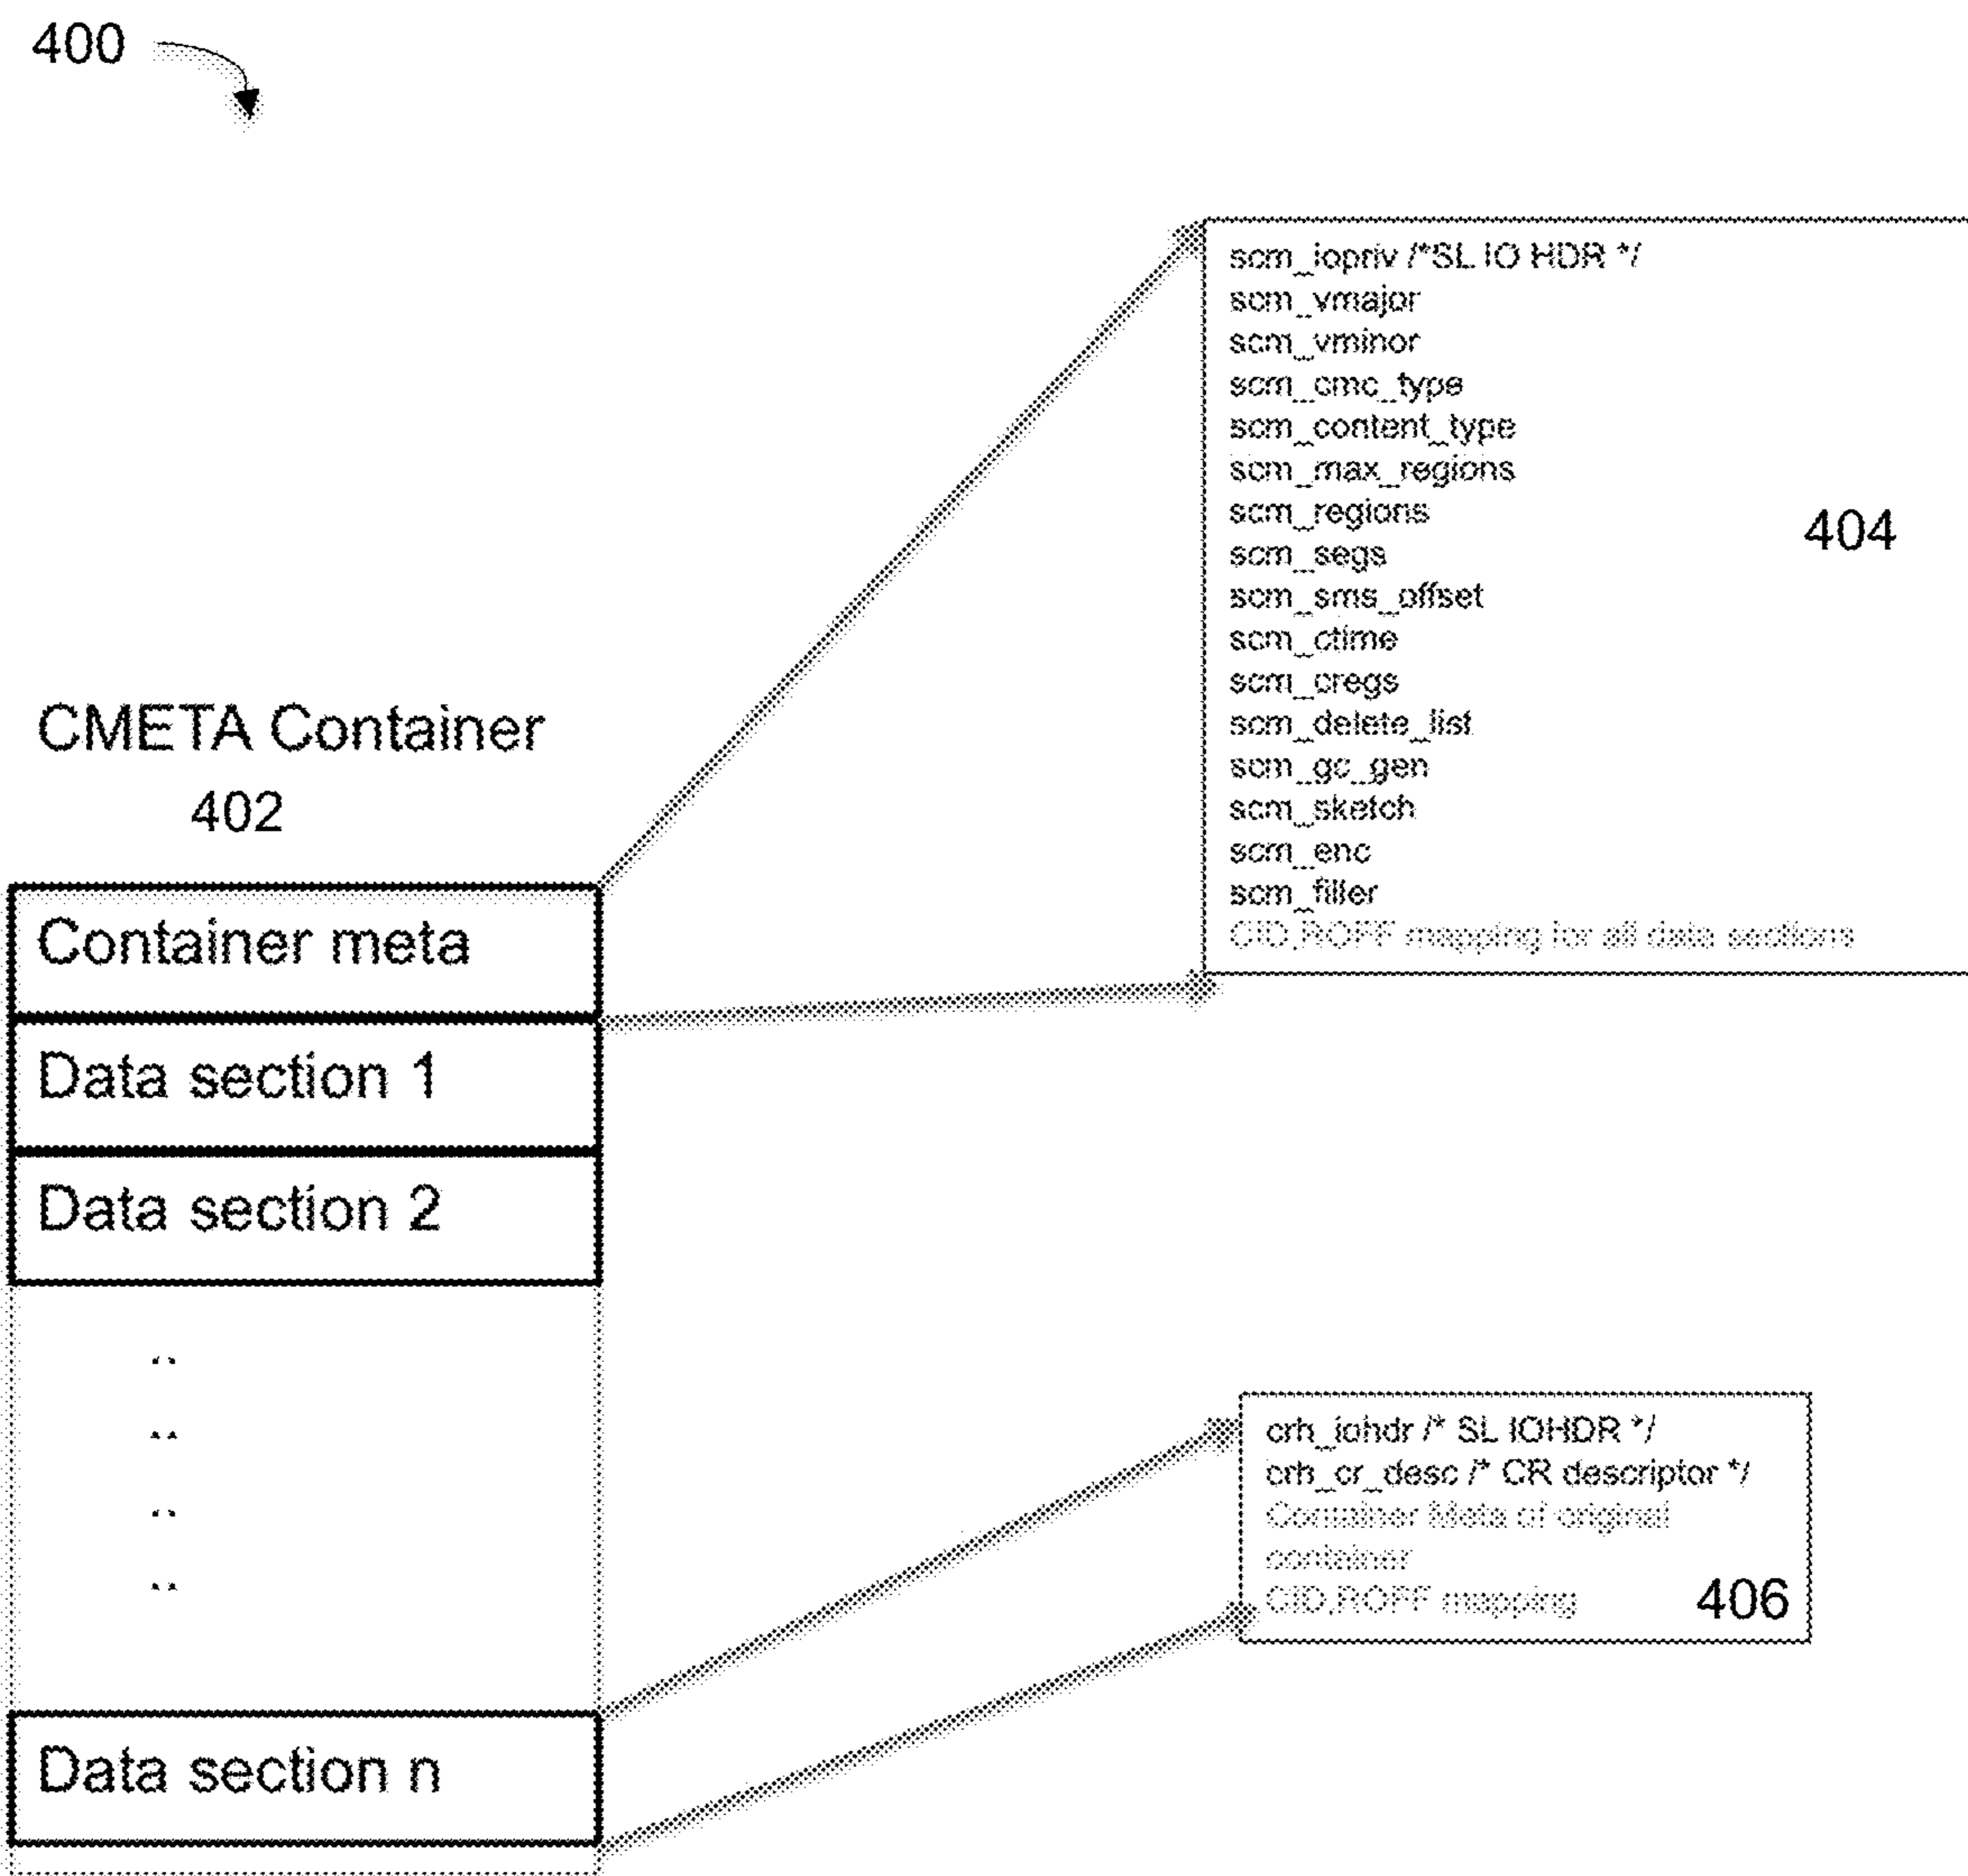 400
CMETA Container
402
Container meta
Data section 1
Data section 2
..
..
..
..
Data section n
scm_iopriv /*SL IO HDR */
scm_vmajor
scm_vminor
scm_cmc_type
scm_content_type
scm_max_regions
scm_regions
scm_segs
scm_sms_offset
scm_ctime
scm_cregs
scm_delete_list
scm_gc_gen
scm_sketch
scm_enc
scm_filler
CID,ROFF mapping for all data sections
404
crh_iohdr /* SL IOHDR */
crh_cr_desc /* CR descriptor */
Container Meta of original
container
CID,ROFF mapping
406